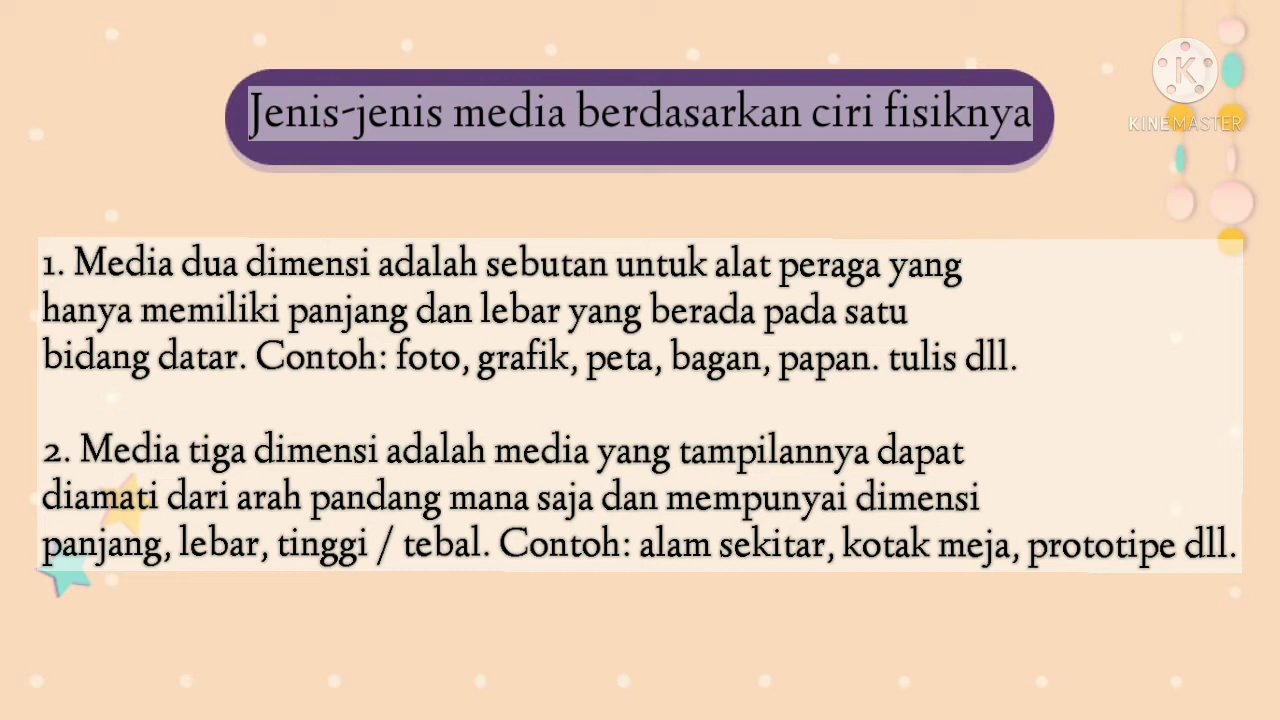 Jenis-jenis media berdasarkan ciri fisiknya
K
KINEMASTER
1. Media dua dimensi adalah sebutan untuk alat peraga yang
hanya memiliki panjang dan lebar yang berada pada satu
bidang datar. Contoh: foto, grafik, peta, bagan, papan. tulis dll.
2. Media tiga dimensi adalah media yang tampilannya dapat
diamati dari arah pandang mana saja dan mempunyai dimensi
panjang, lebar, tinggi / tebal. Contoh: alam sekitar, kotak meja, prototipe dll.